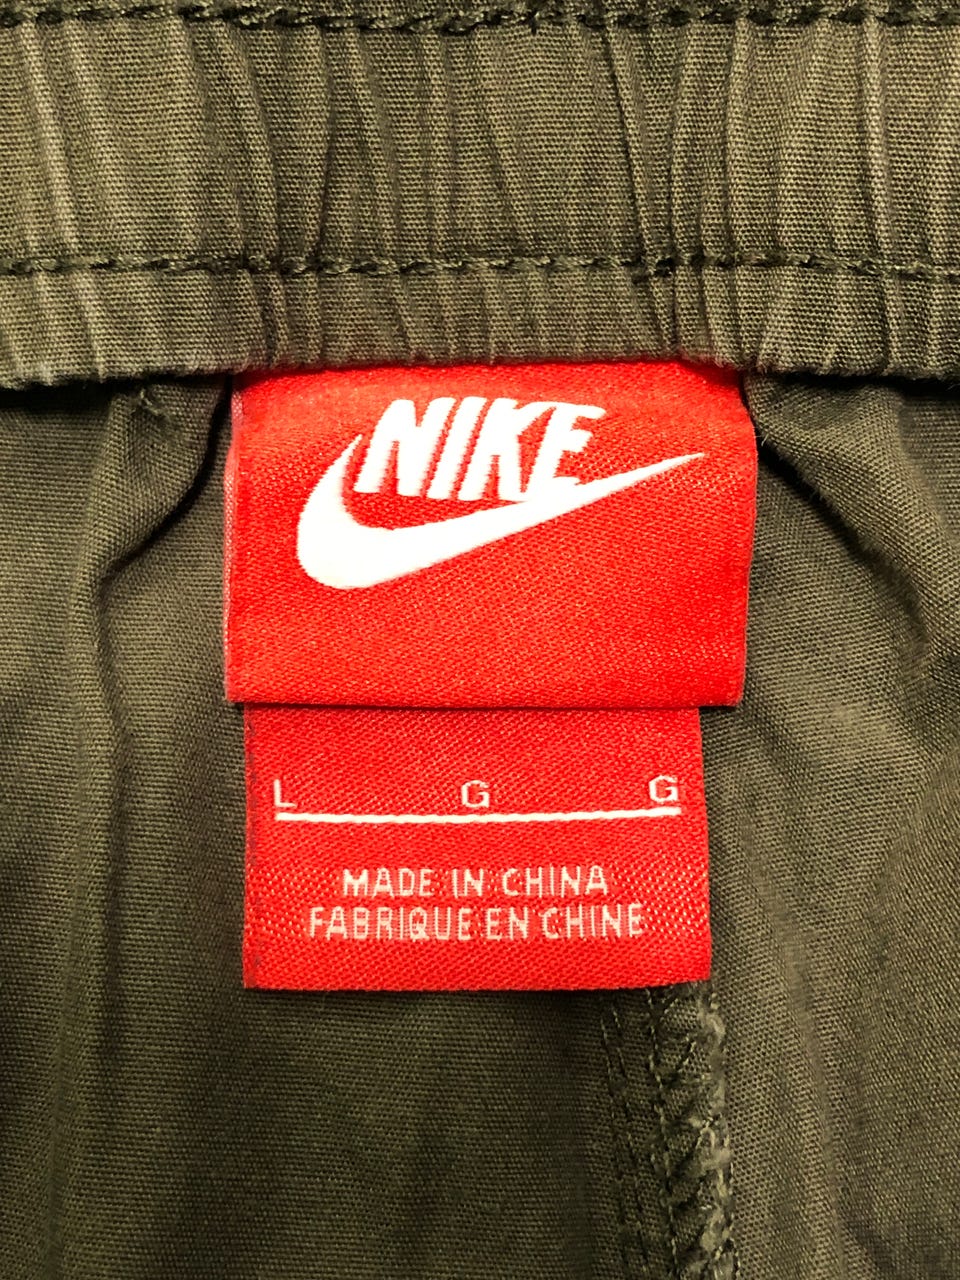 NIKE
L G G
MADE IN CHINA
FABRIQUE EN CHINE